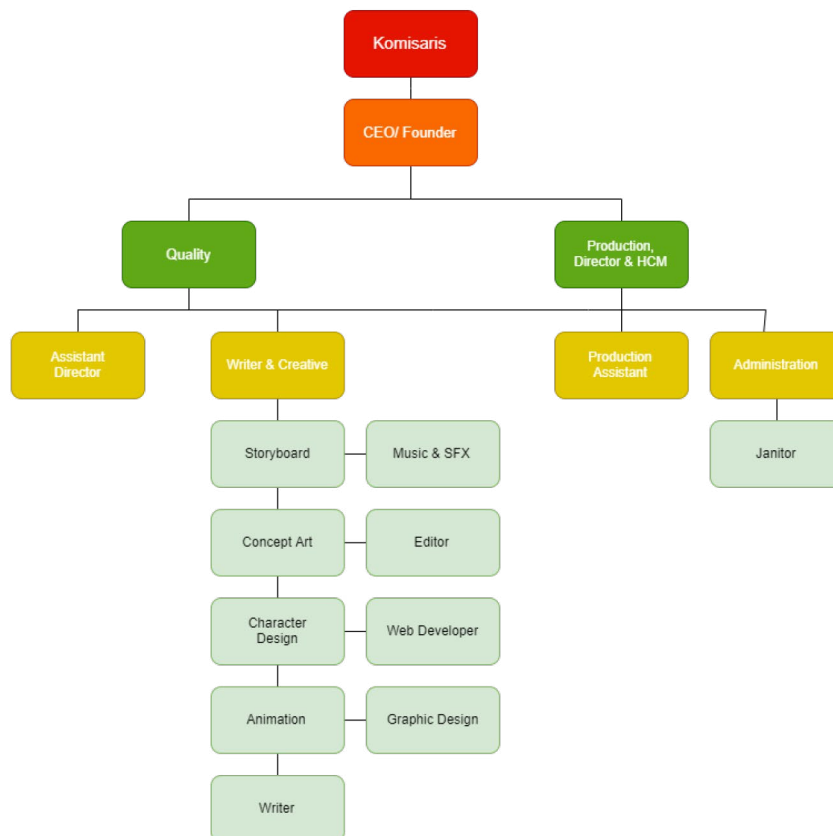 Komisaris
CEO/ Founder
Quality
Production,
Director & HCM
Assistant
Director
Writer & Creative
Production
Assistant
Administration
Storyboard
Music & SFX
Janitor
Concept Art
Editor
Character
Design
Web Developer
Animation
Graphic Design
Writer